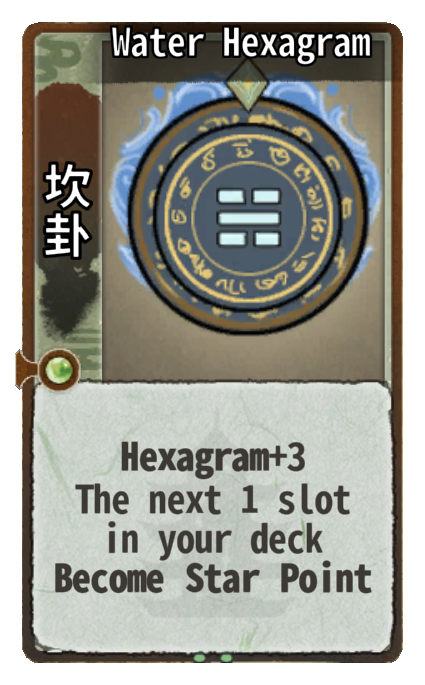 Water Hexagram
坎卦
Hexagram+3
The next 1 slot
in your deck
Become Star Point